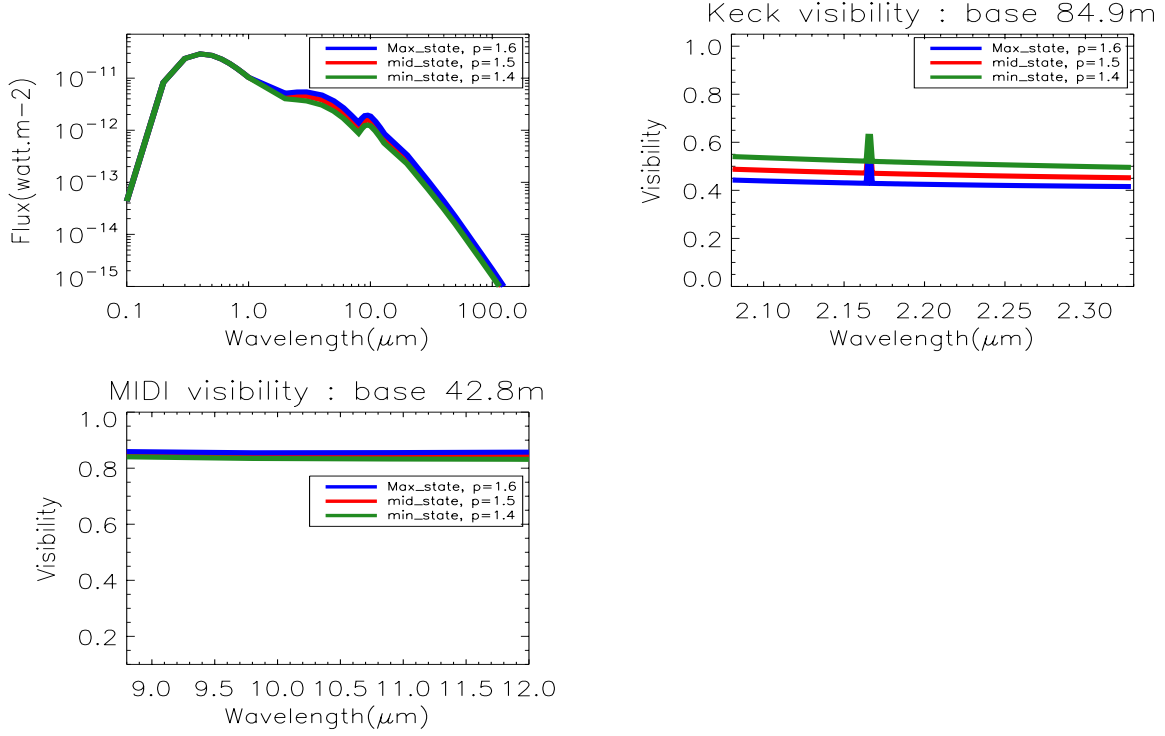 Keck visibility : base 84.9m
Max_state, p=1.6
mid_state, p=1.5
min_state, p=1.4
Flux(watt.m-2)
10⁻¹¹
10⁻¹²
10⁻¹³
10⁻¹⁴
10⁻¹⁵
0.1 1.0 10.0 100.0
Wavelength(μm)
Max_state, p=1.6
mid_state, p=1.5
min_state, p=1.4
Visibility
1.0
0.8
0.6
0.4
0.2
0.0
2.10 2.15 2.20 2.25 2.30
Wavelength(μm)
MIDI visibility : base 42.8m
Visibility
1.0
0.8
0.6
0.4
0.2
Max_state, p=1.6
mid_state, p=1.5
min_state, p=1.4
9.0 9.5 10.0 10.5 11.0 11.5 12.0
Wavelength(μm)